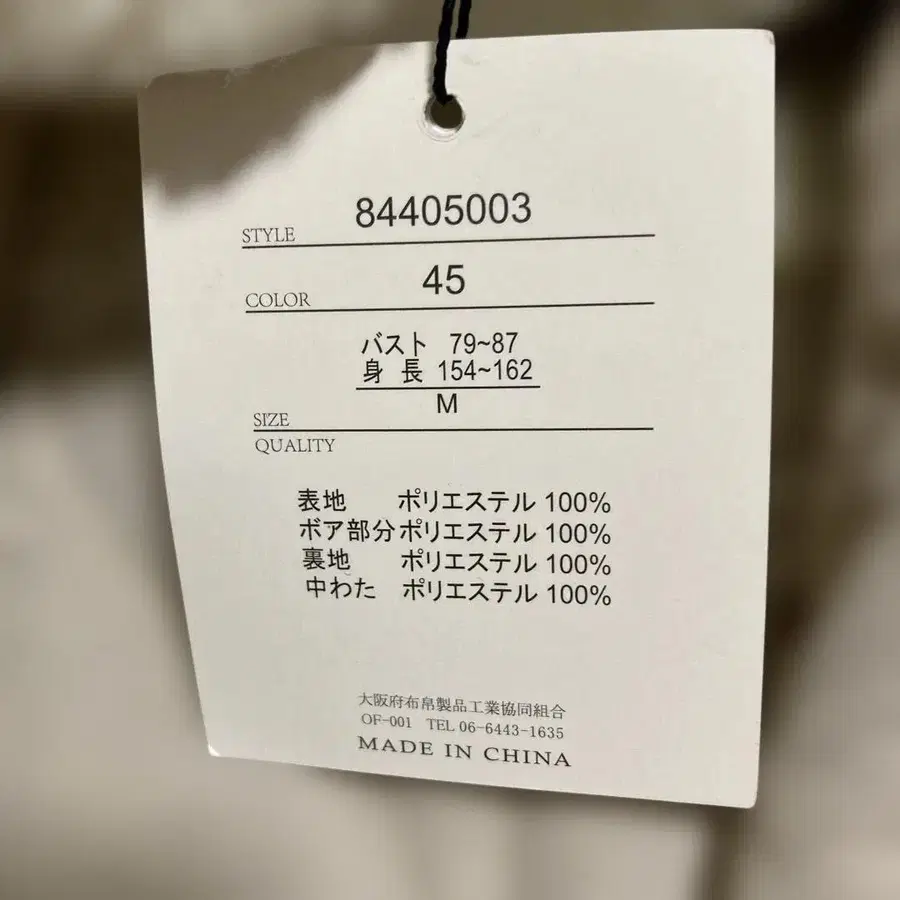 STYLE 84405003
COLOR 45
バスト 79~87
身長 154~162
SIZE M
QUALITY
表地 ポリエステル 100%
ボア部分 ポリエステル 100%
裏地 ポリエステル 100%
中わた ポリエステル 100%
大阪府布帛製品工業協同組合
OF-001 TEL 06-6443-1635
MADE IN CHINA